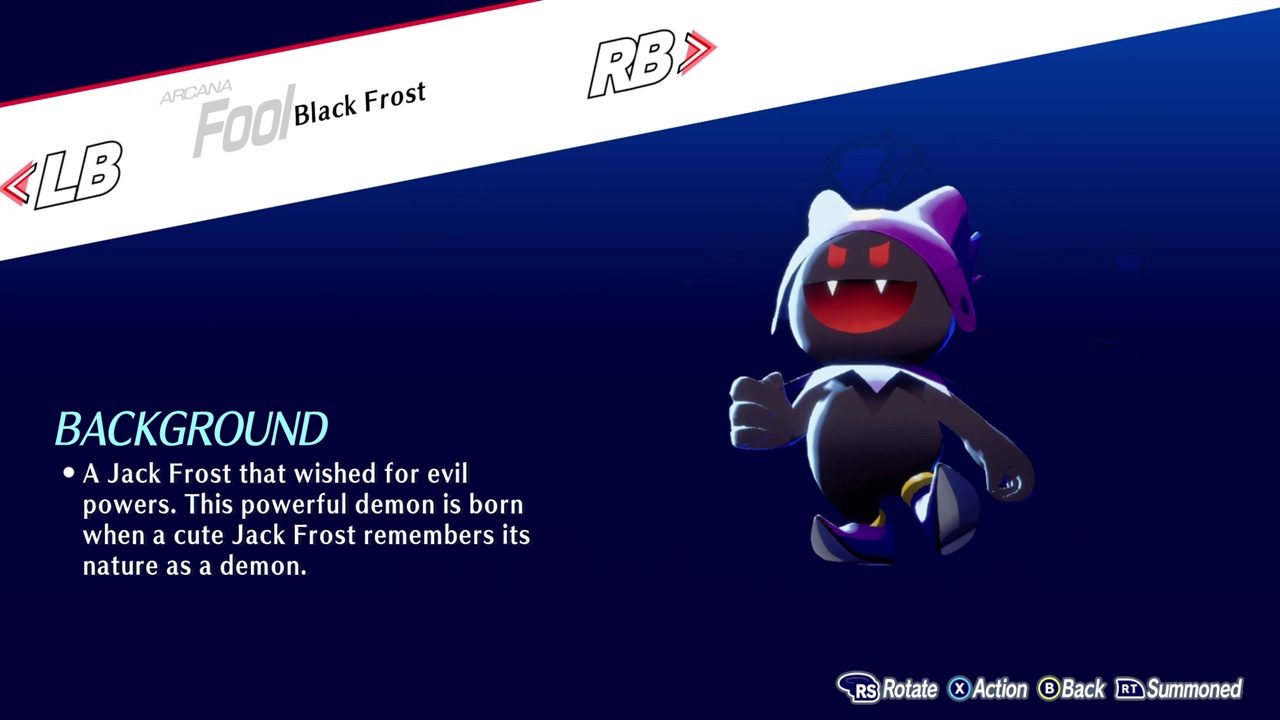 ARCANA
Fool Black Frost
LB
RB
BACKGROUND
• A Jack Frost that wished for evil
powers. This powerful demon is born
when a cute Jack Frost remembers its
nature as a demon.
RS Rotate X Action B Back RT Summoned